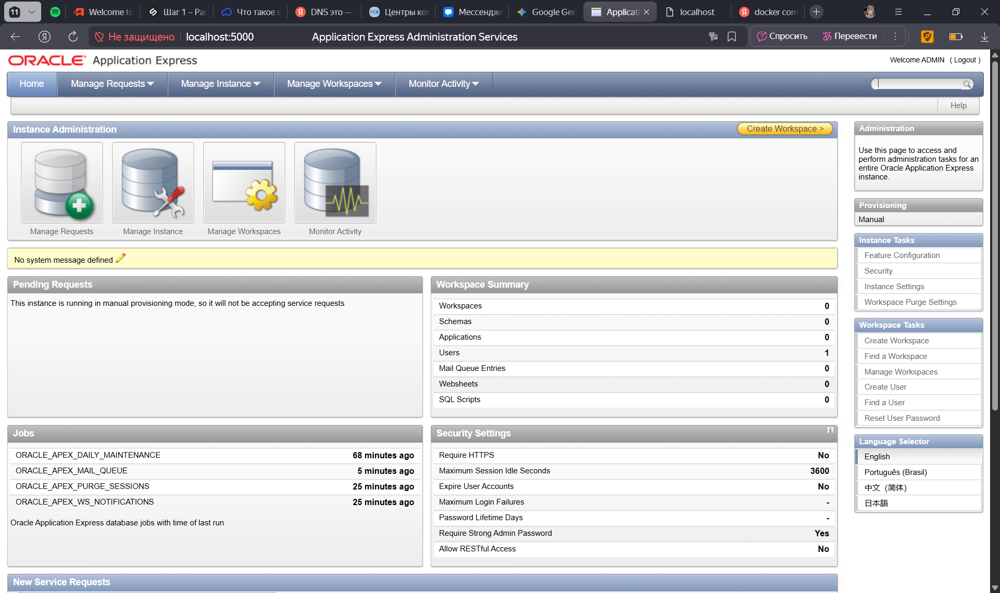 11
Welcome to
Шаг 1 – Рас
Что такое в
DNS это —
РСВ
Центры ко
Мессендже
Google Ger
Applicati
localhost
docker com
Не защищено
localhost:5000
Application Express Administration Services
Спросить
Перевести
ORACLE Application Express
Welcome ADMIN ( Logout )
Home
Manage Requests
Manage Instance
Manage Workspaces
Monitor Activity
Help
Instance Administration
Create Workspace >
Manage Requests
Manage Instance
Manage Workspaces
Monitor Activity
No system message defined
Pending Requests
This instance is running in manual provisioning mode, so it will not be accepting service requests
Workspace Summary
Workspaces 0
Schemas 0
Applications 0
Users 1
Mail Queue Entries 0
Websheets 0
SQL Scripts 0
Jobs
ORACLE_APEX_DAILY_MAINTENANCE 68 minutes ago
ORACLE_APEX_MAIL_QUEUE 5 minutes ago
ORACLE_APEX_PURGE_SESSIONS 25 minutes ago
ORACLE_APEX_WS_NOTIFICATIONS 25 minutes ago
Oracle Application Express database jobs with time of last run
Security Settings
Require HTTPS No
Maximum Session Idle Seconds 3600
Expire User Accounts No
Maximum Login Failures -
Password Lifetime Days -
Require Strong Admin Password Yes
Allow RESTful Access No
New Service Requests
Administration
Use this page to access and
perform administration tasks for an
entire Oracle Application Express
instance.
Provisioning
Manual
Instance Tasks
Feature Configuration
Security
Instance Settings
Workspace Purge Settings
Workspace Tasks
Create Workspace
Find a Workspace
Manage Workspaces
Create User
Find a User
Reset User Password
Language Selector
English
Português (Brasil)
中文（简体）
日本語